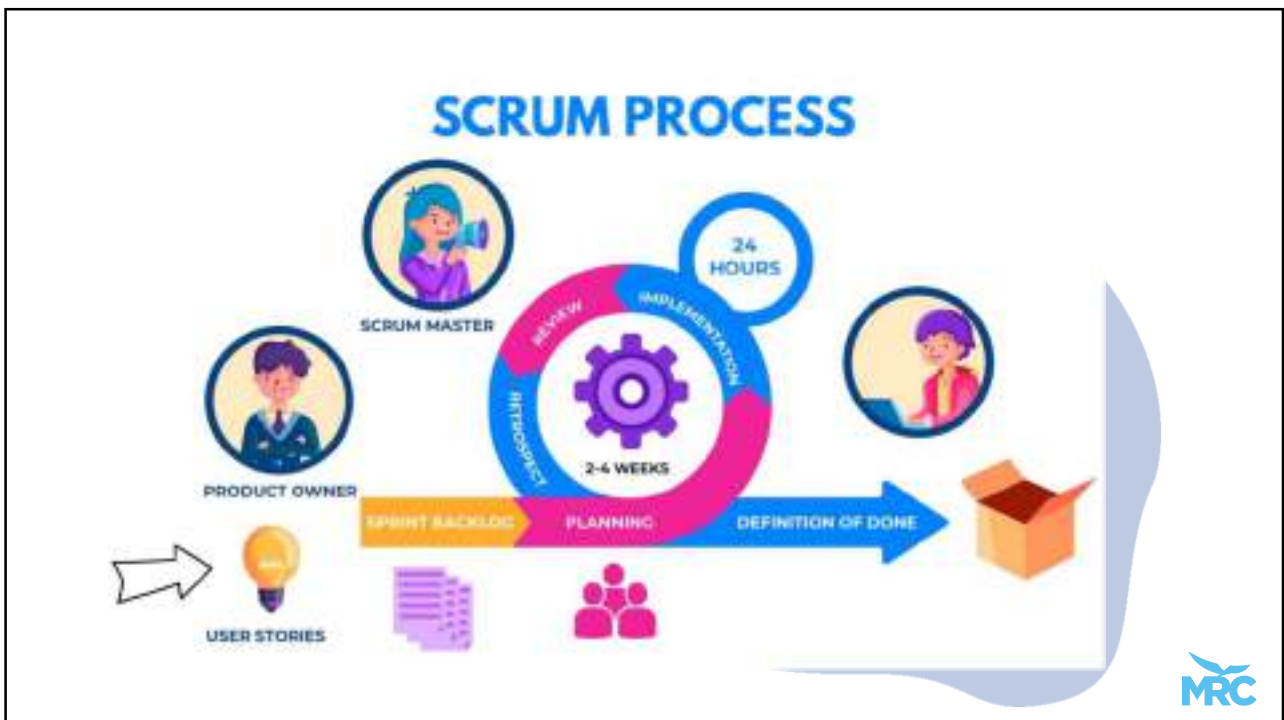 SCRUM PROCESS
24
HOURS
SCRUM MASTER
REVIEW
IMPLEMENTATION
RETROSPECT
2-4 WEEKS
PRODUCT OWNER
SPRINT BACKLOG
PLANNING
DEFINITION OF DONE
USER STORIES
MRC